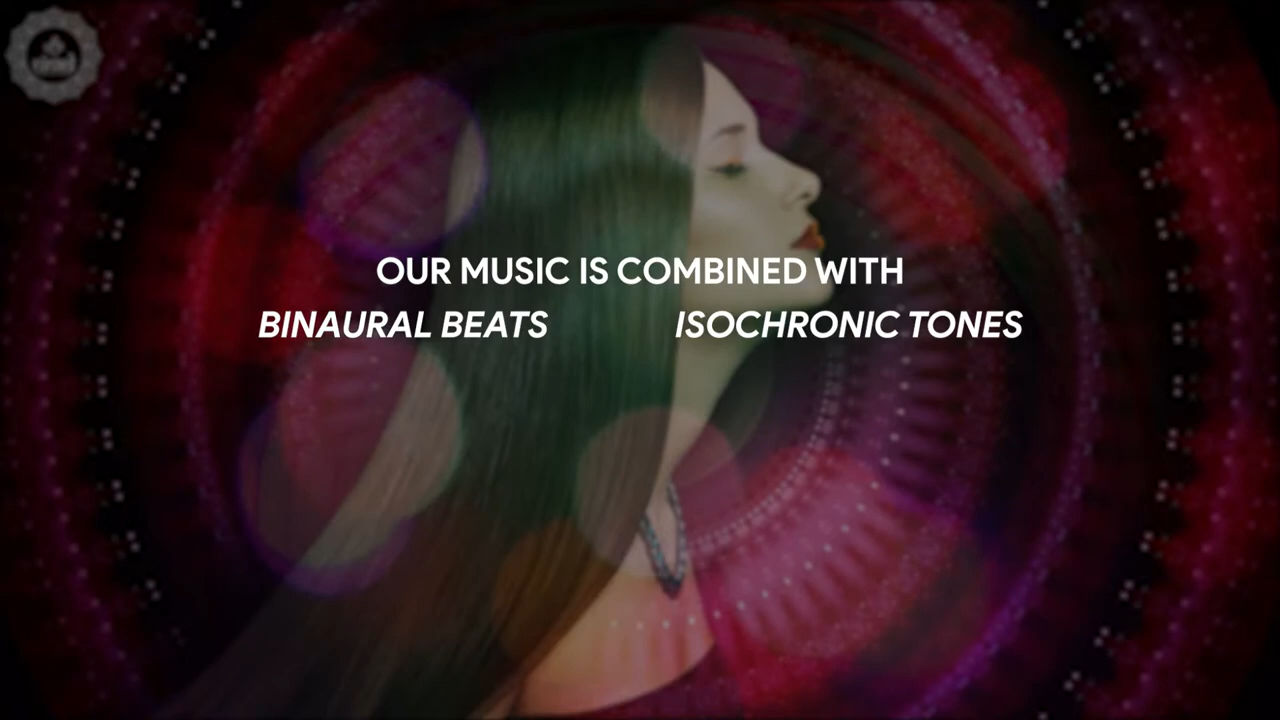 OUR MUSIC IS COMBINED WITH
BINAURAL BEATS ISOCHRONIC TONES